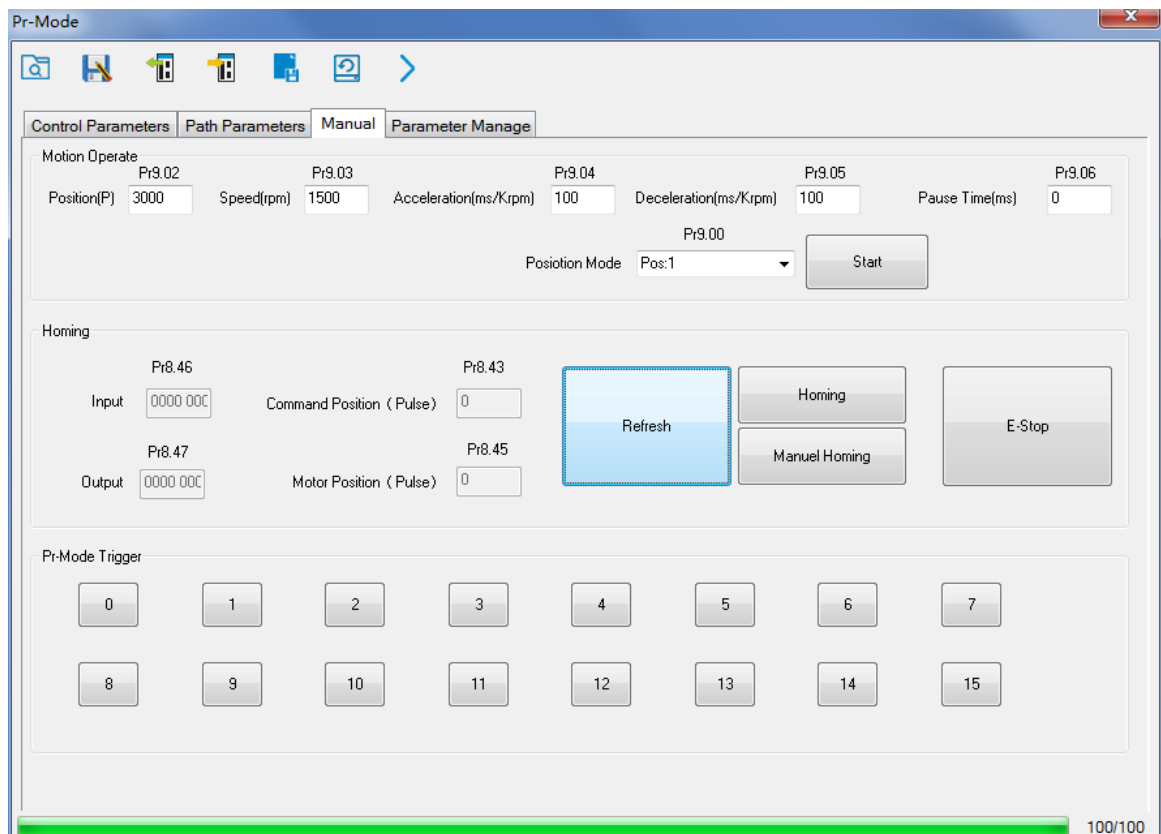 Pr-Mode
Control Parameters Path Parameters Manual Parameter Manage
Motion Operate
Pr9.02 Pr9.03 Pr9.04 Pr9.05 Pr9.06
Position(P) 3000 Speed(rpm) 1500 Acceleration(ms/Krpm) 100 Deceleration(ms/Krpm) 100 Pause Time(ms) 0
Pr9.00
Posiotion Mode Pos:1 Start
Homing
Pr8.46 Pr8.43
Input 0000 000 Command Position ( Pulse) 0
Refresh Homing E-Stop
Pr8.47 Pr8.45
Manuel Homing
Output 0000 000 Motor Position ( Pulse) 0
Pr-Mode Trigger
0 1 2 3 4 5 6 7
8 9 10 11 12 13 14 15
100/100